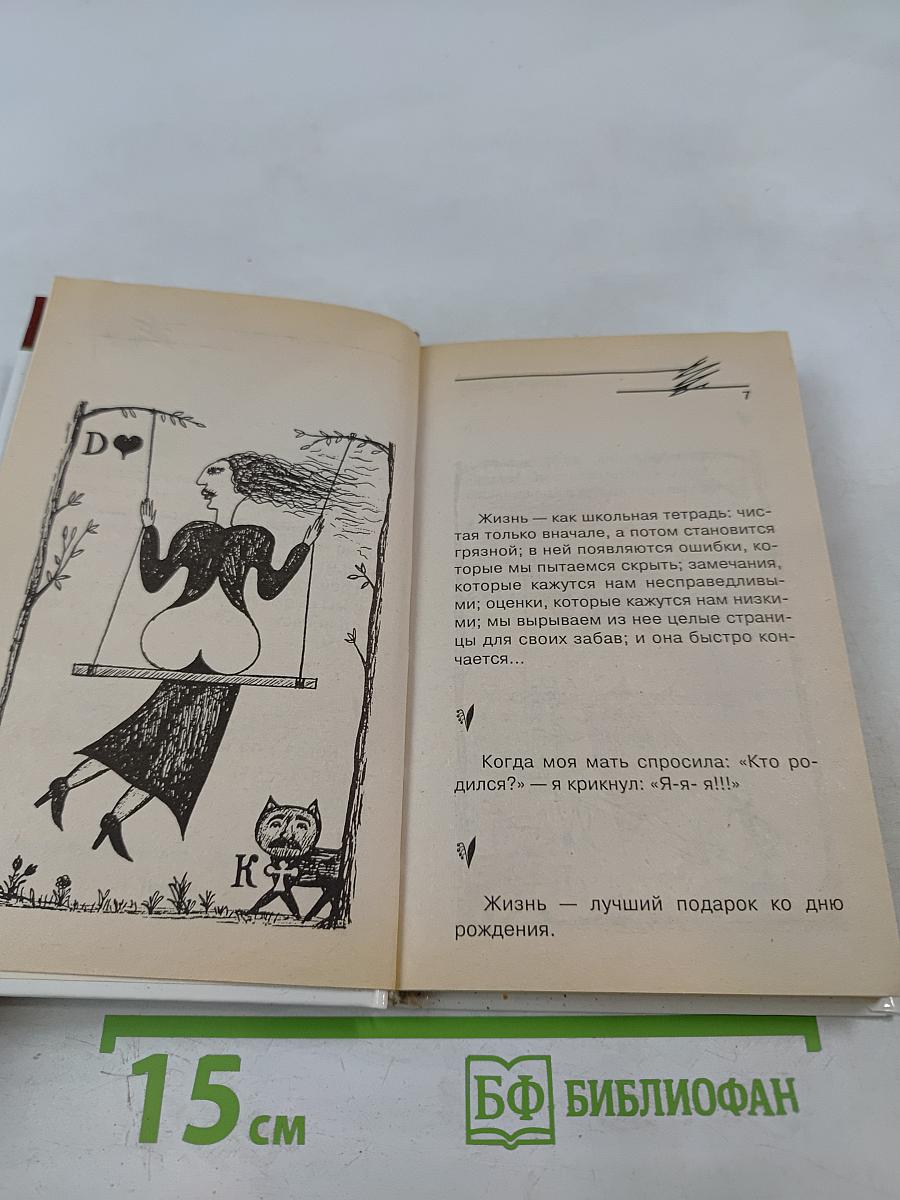 D
K
7
Жизнь — как школьная тетрадь: чис-
тая только вначале, а потом становится
грязной; в ней появляются ошибки, ко-
торые мы пытаемся скрыть; замечания,
которые кажутся нам несправедливы-
ми; оценки, которые кажутся нам низки-
ми; мы вырываем из нее целые страни-
цы для своих забав; и она быстро кон-
чается...
Когда моя мать спросила: «Кто ро-
дился?» — я крикнул: «Я-я- я!!!»
Жизнь — лучший подарок ко дню
рождения.
15 см
БФ БИБЛИОФАН